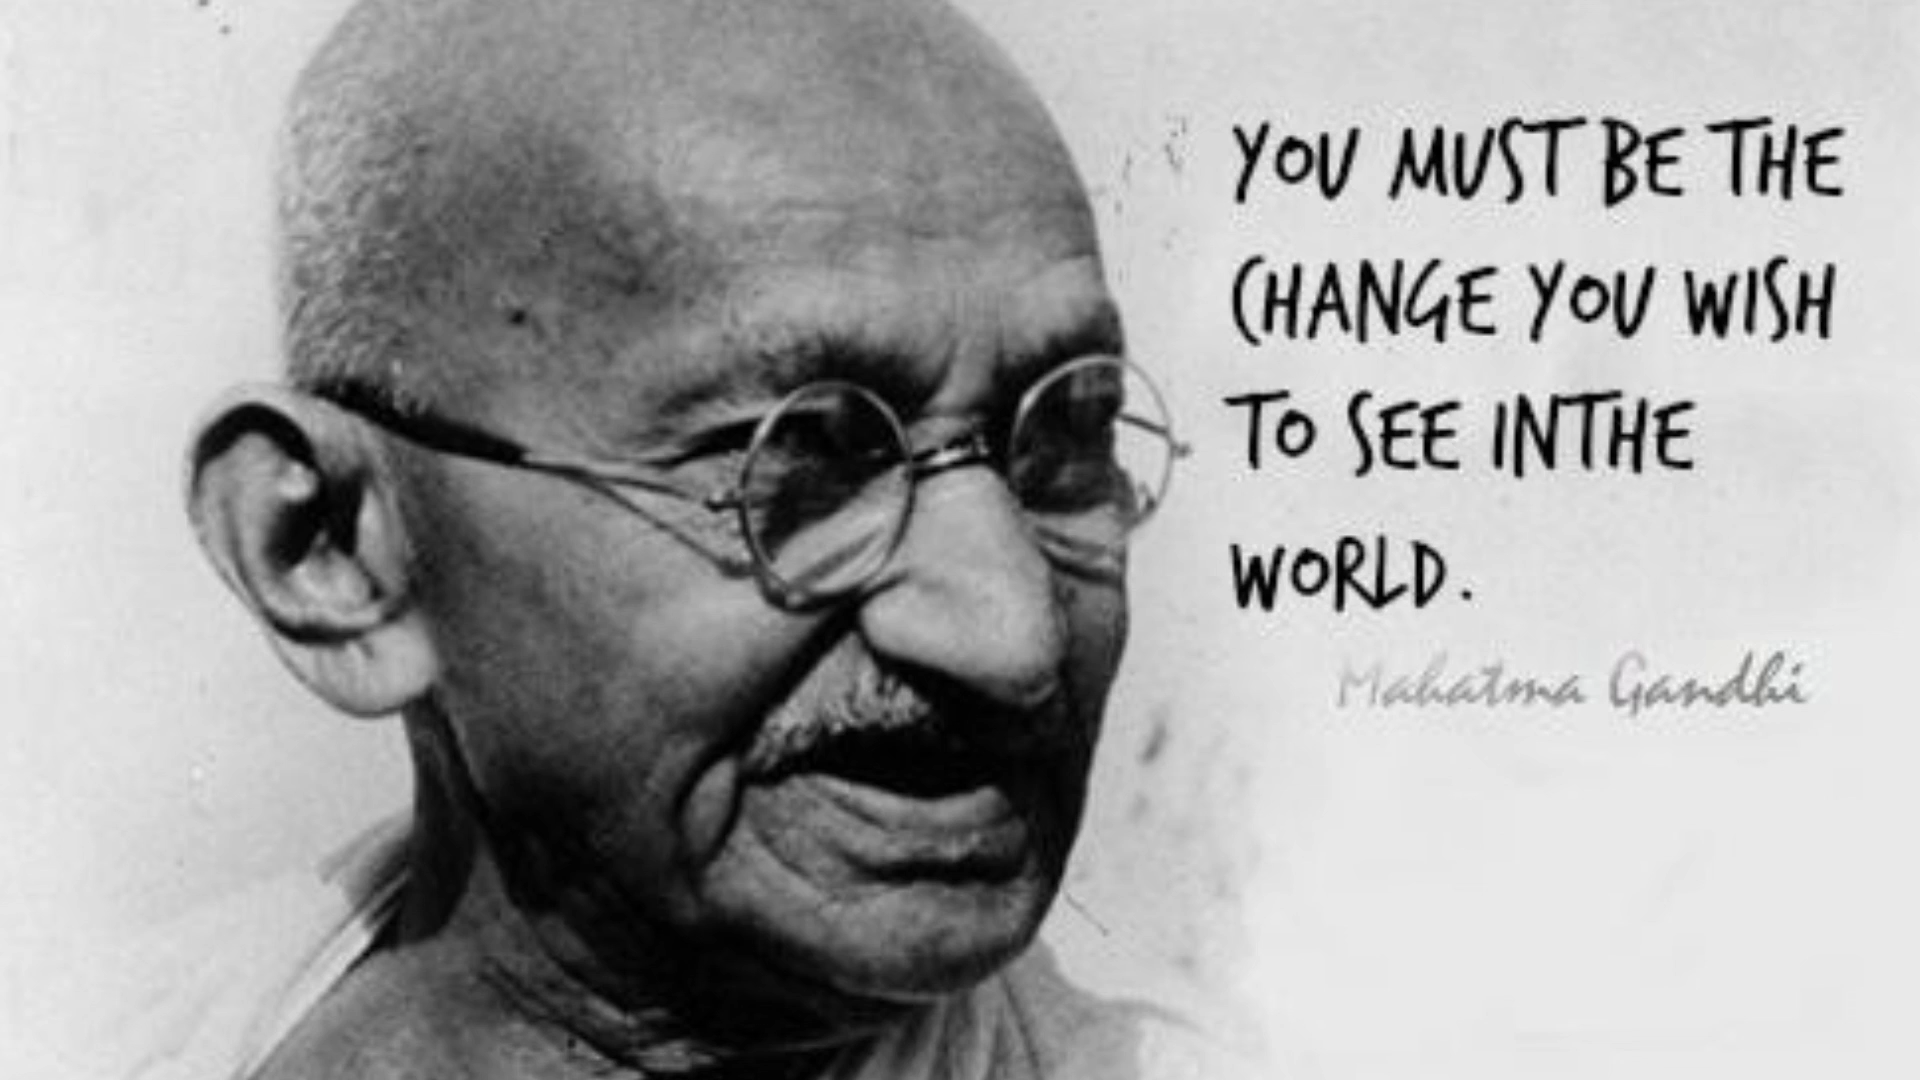 YOU MUST BE THE
CHANGE YOU WISH
TO SEE INTHE
WORLD.
Mahatma Gandhi